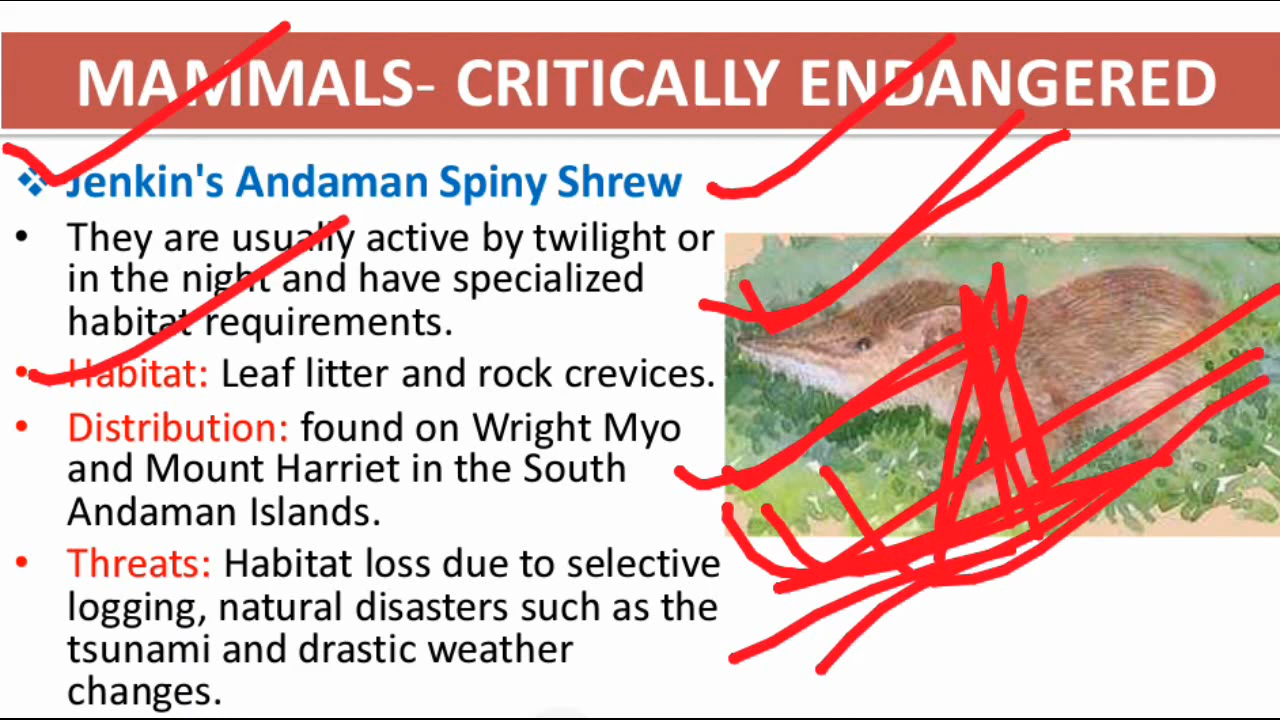 MAMMALS- CRITICALLY ENDANGERED
❖ Jenkin's Andaman Spiny Shrew
• They are usually active by twilight or
in the night and have specialized
habitat requirements.
• Habitat: Leaf litter and rock crevices.
• Distribution: found on Wright Myo
and Mount Harriet in the South
Andaman Islands.
• Threats: Habitat loss due to selective
logging, natural disasters such as the
tsunami and drastic weather
changes.